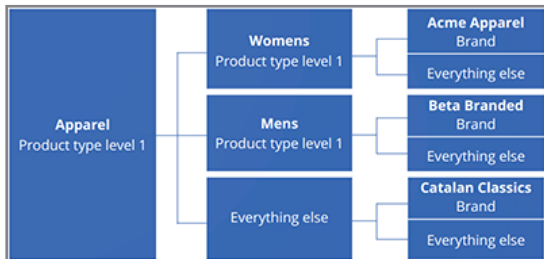 Apparel
Product type level 1
Womens
Product type level 1
Mens
Product type level 1
Everything else
Acme Apparel
Brand
Everything else
Beta Branded
Brand
Everything else
Catalan Classics
Brand
Everything else